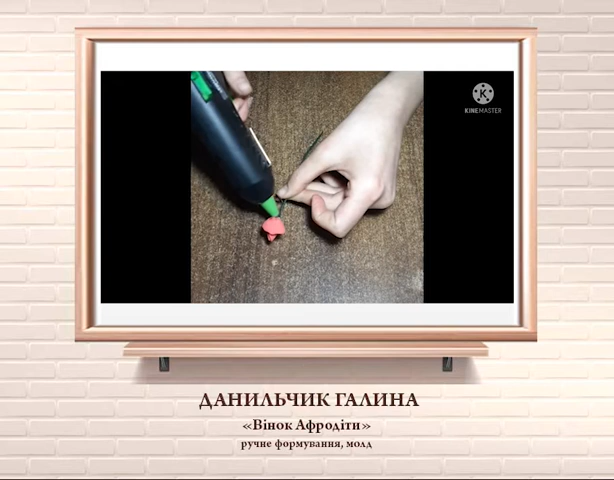 K
KINEMASTER
ДАНИЛЬЧИК ГАЛИНА
«Вінок Афродіти»
ручне формування, молд